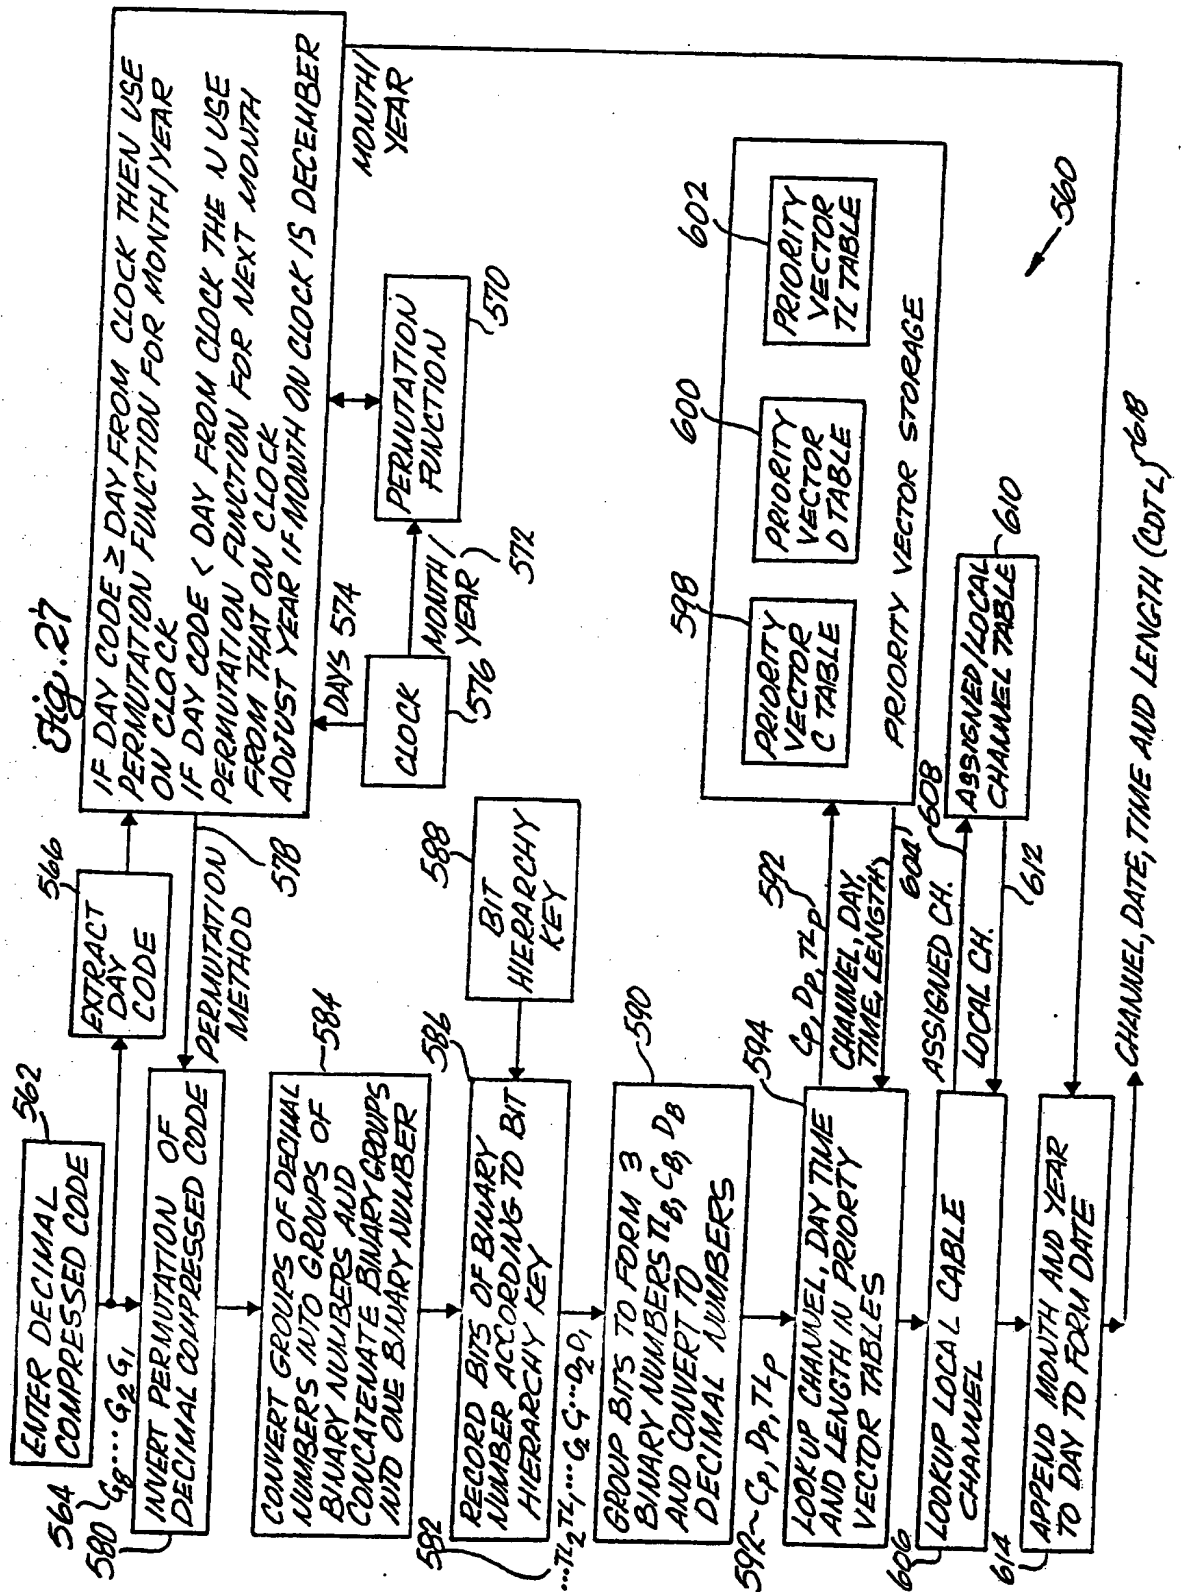 Fig. 27
562
ENTER DECIMAL
COMPRESSED CODE
564
G8 .... G2 G1
566
EXTRACT
DAY
CODE
IF DAY CODE ≥ DAY FROM CLOCK THEN USE
PERMUTATION FUNCTION FOR MONTH/YEAR
ON CLOCK
IF DAY CODE < DAY FROM CLOCK THE N USE
PERMUTATION FUNCTION FOR NEXT MONTH
FROM THAT ON CLOCK
ADJUST YEAR IF MONTH ON CLOCK IS DECEMBER
MONTH/
YEAR
580
INVERT PERMUTATION OF
DECIMAL COUPRESSED CODE
PERMUTATION
METHOD
578
DAYS 574
CLOCK
576
MONTH/
YEAR
572
PERMUTATION
FUNCTION
570
584
CONVERT GROUPS OF DECIMAL
NUMBERS INTO GROUPS OF
BINARY NUMBERS AND
CONCATENATE BINARY GROUPS
INTO ONE BINARY NUMBER
586
RECORD BITS OF BINARY
NUMBER ACCORDING TO BIT
HIERARCHY KEY
588
BIT
HIERARCHY
KEY
582
...TL2 TL1 ... C2 C1 ... D2 D1
590
GROUP BITS TO FORM 3
BINARY NUMBERS TLB, CB, DB
AND CONVERT TO
DECIMAL NUMBERS
592 ~ CP, DP, TLP
594
LOOKUP CHANNEL, DAY TIME
AND LENGTH IN PRIORTY
VECTOR TABLES
CP, DP, TLP
592
CHANNEL, DAY,
TIME, LENGTH
604
598
PRIORITY
VECTOR
C TABLE
600
PRIORITY
VECTOR
D TABLE
602
PRIORITY
VECTOR
TL TABLE
PRIORITY VECTOR STORAGE
560
606
LOOKUP LOCAL CABLE
CHANNEL
ASSIGNED CH.
608
LOCAL CH.
612
ASSIGNED/LOCAL
CHANNEL TABLE
610
614
APPEND MONTH AND YEAR
TO DAY TO FORM DATE
CHANNEL, DATE, TIME AND LENGTH (CDTL)
618